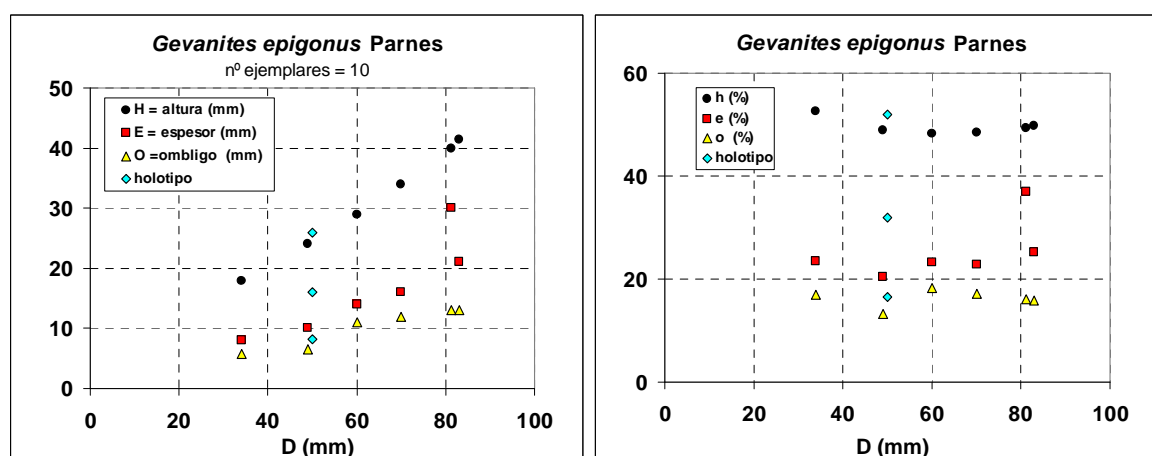 Gevanites epigonus Parnes
nº ejemplares = 10
50
40
30
20
10
0
H = altura (mm)
E = espesor (mm)
O =ombligo (mm)
holotipo
0 20 40 60 80 100
D (mm)
Gevanites epigonus Parnes
60
40
20
0
h (%)
e (%)
o (%)
holotipo
0 20 40 60 80 100
D (mm)